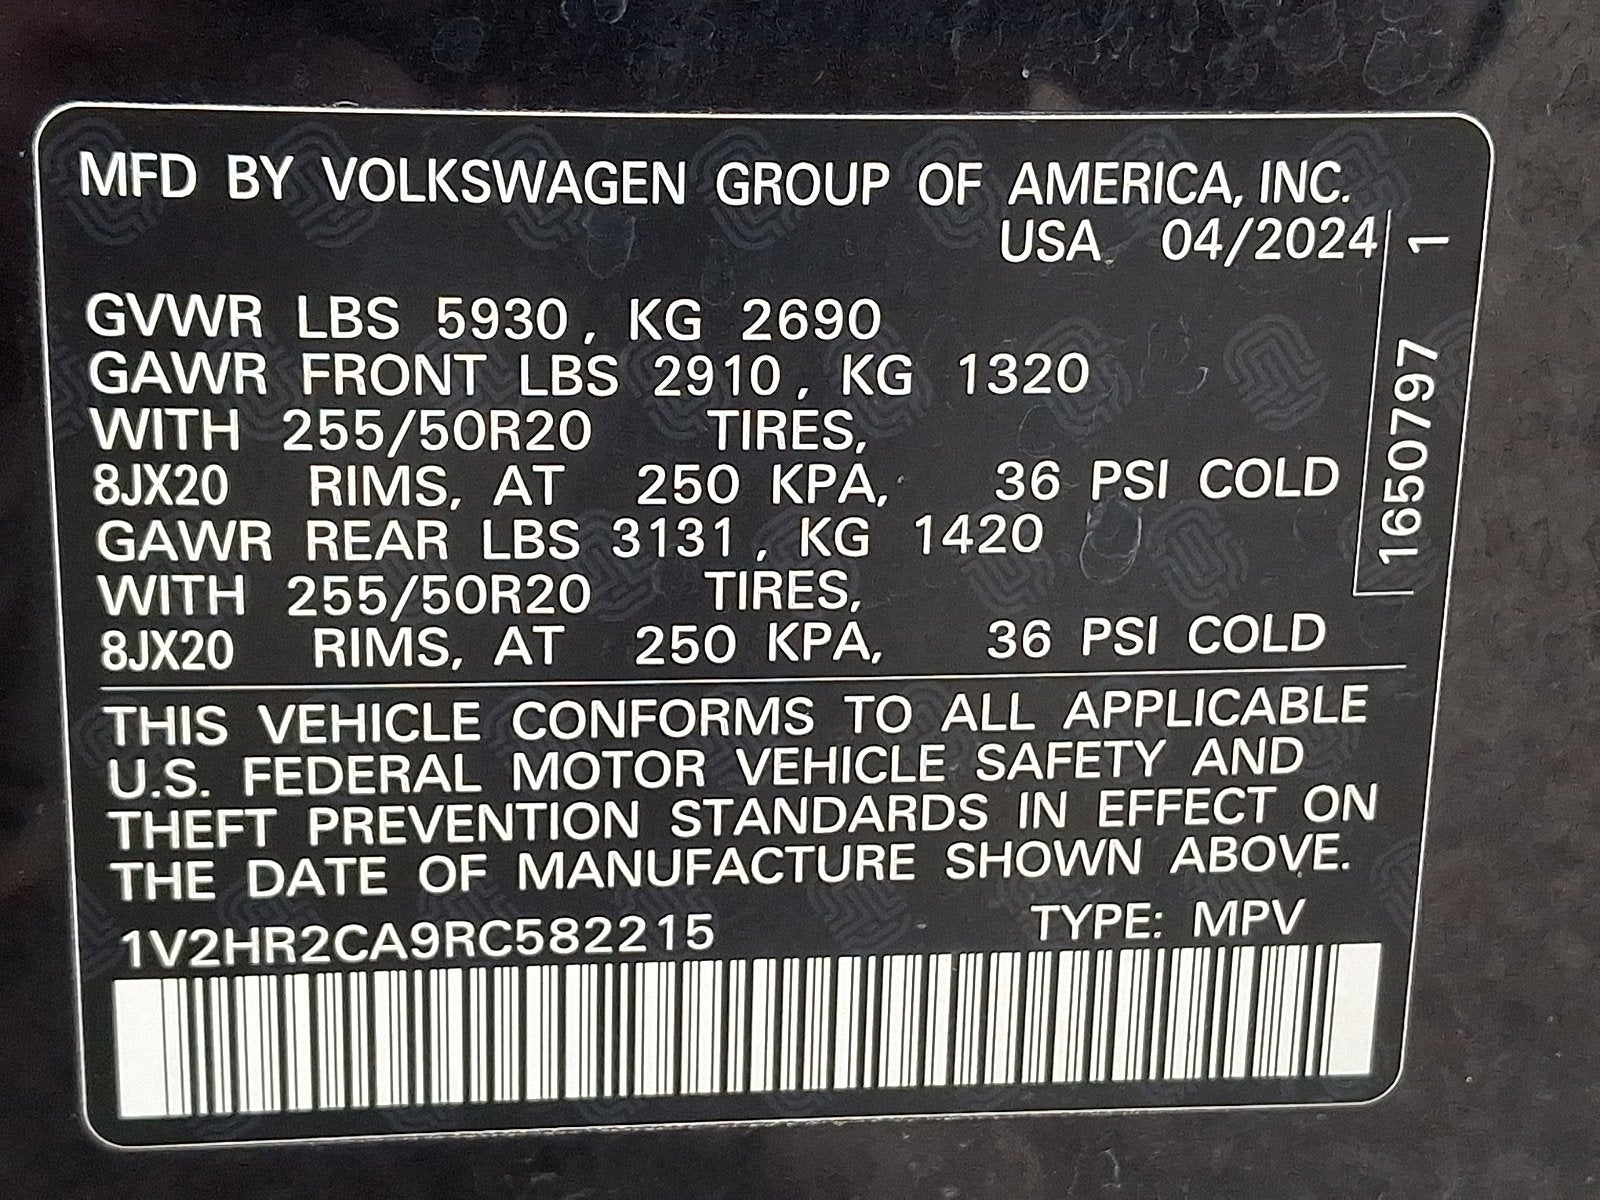 MFD BY VOLKSWAGEN GROUP OF AMERICA, INC.
USA 04/2024
GVWR LBS 5930, KG 2690
GAWR FRONT LBS 2910, KG 1320
WITH 255/50R20 TIRES,
8JX20 RIMS, AT 250 KPA, 36 PSI COLD
GAWR REAR LBS 3131, KG 1420
WITH 255/50R20 TIRES,
8JX20 RIMS, AT 250 KPA, 36 PSI COLD
1650797 1
THIS VEHICLE CONFORMS TO ALL APPLICABLE
U.S. FEDERAL MOTOR VEHICLE SAFETY AND
THEFT PREVENTION STANDARDS IN EFFECT ON
THE DATE OF MANUFACTURE SHOWN ABOVE.
1V2HR2CA9RC582215 TYPE: MPV